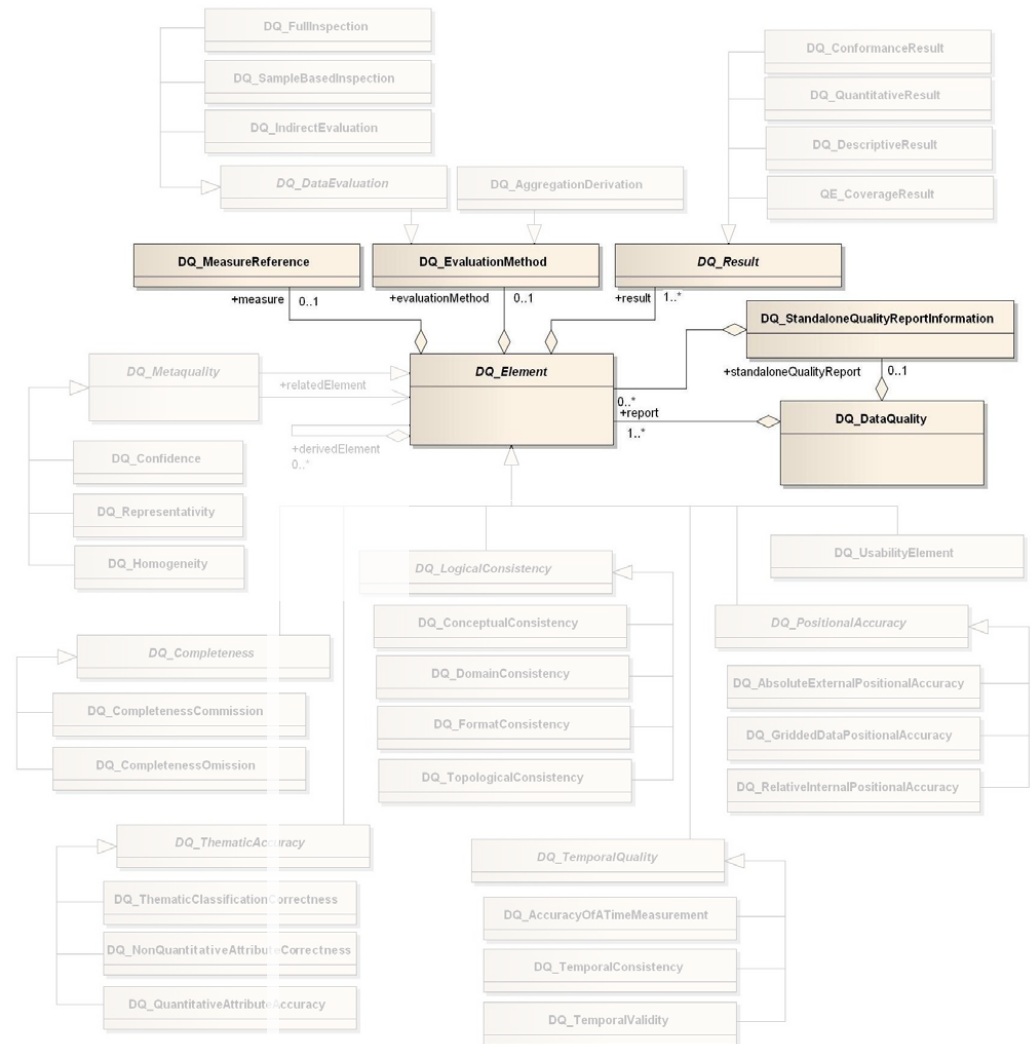 DQ_FullInspection
DQ_SampleBasedInspection
DQ_IndirectEvaluation
DQ_DataEvaluation
DQ_AggregationDerivation
DQ_ConformanceResult
DQ_QuantitativeResult
DQ_DescriptiveResult
QE_CoverageResult
DQ_MeasureReference
DQ_EvaluationMethod
DQ_Result
+measure
0..1
+evaluationMethod
0..1
+result
1..*
DQ_StandaloneQualityReportInformation
+standaloneQualityReport
0..1
DQ_Metaquality
+relatedElement
DQ_Element
0..*
+report
1..*
DQ_DataQuality
+derivedElement
0..*
DQ_Confidence
DQ_Representativity
DQ_Homogeneity
DQ_LogicalConsistency
DQ_ConceptualConsistency
DQ_DomainConsistency
DQ_FormatConsistency
DQ_TopologicalConsistency
DQ_UsabilityElement
DQ_PositionalAccuracy
DQ_AbsoluteExternalPositionalAccuracy
DQ_GriddedDataPositionalAccuracy
DQ_RelativeInternalPositionalAccuracy
DQ_Completeness
DQ_CompletenessCommission
DQ_CompletenessOmission
DQ_ThematicAccuracy
DQ_ThematicClassificationCorrectness
DQ_NonQuantitativeAttributeCorrectness
DQ_QuantitativeAttributeAccuracy
DQ_TemporalQuality
DQ_AccuracyOfATimeMeasurement
DQ_TemporalConsistency
DQ_TemporalValidity